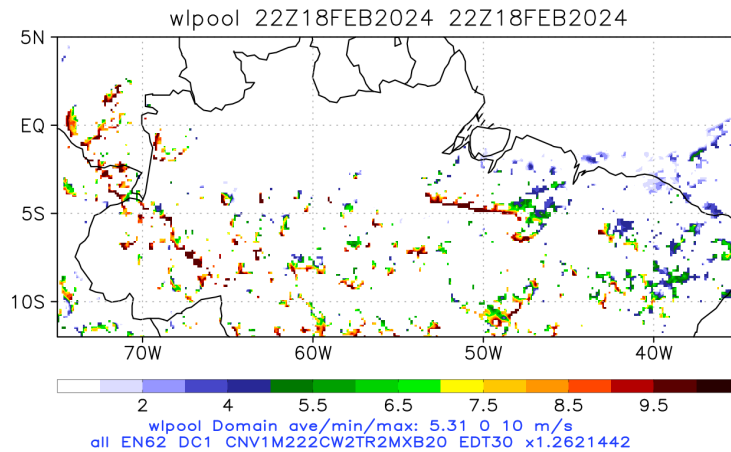 wlpool 22Z18FEB2024 22Z18FEB2024
5N
EQ
5S
10S
70W 60W 50W 40W
2 4 5.5 6.5 7.5 8.5 9.5
wlpool Domain ave/min/max: 5.31 0 10 m/s
all EN62 DC1 CNV1M222CW2TR2MXB20 EDT30 x1.2621442